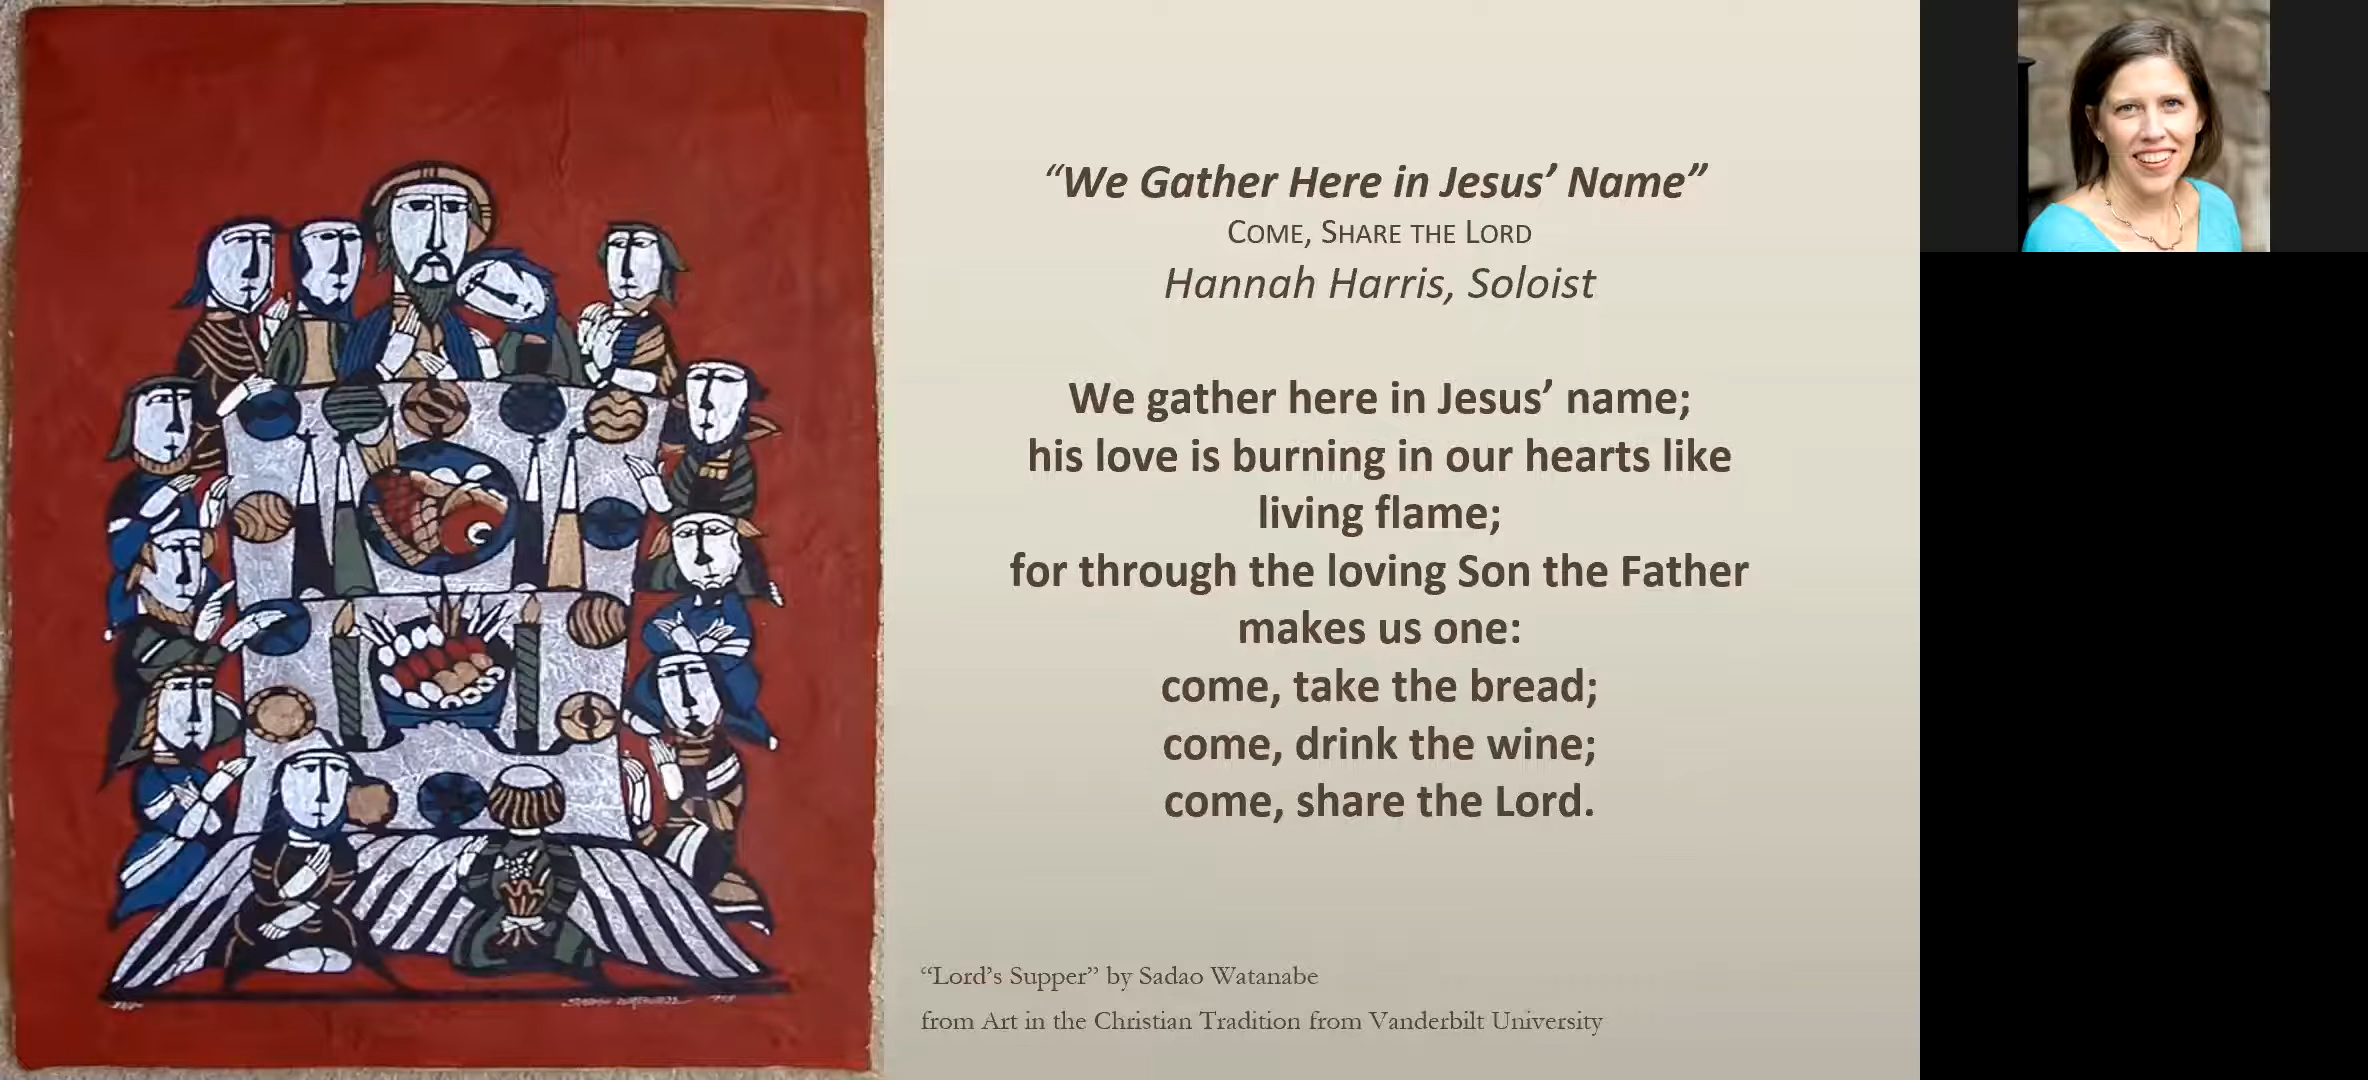 “We Gather Here in Jesus’ Name”
Come, Share the Lord
Hannah Harris, Soloist
We gather here in Jesus’ name;
his love is burning in our hearts like
living flame;
for through the loving Son the Father
makes us one:
come, take the bread;
come, drink the wine;
come, share the Lord.
“Lord’s Supper” by Sadao Watanabe
from Art in the Christian Tradition from Vanderbilt University